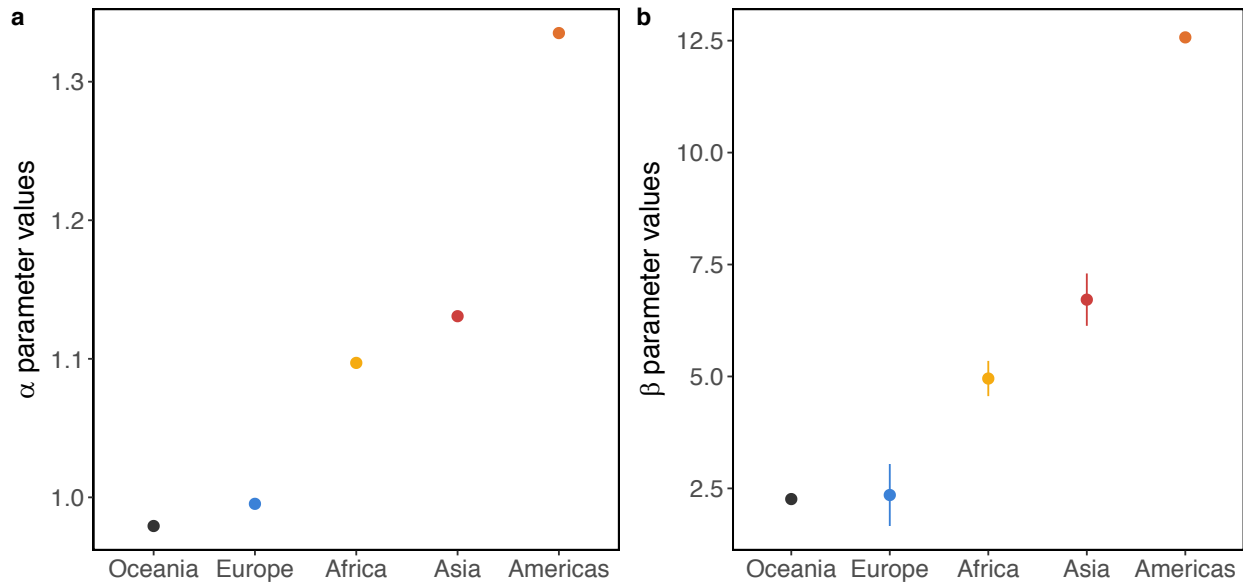 a
α parameter values
1.3
1.2
1.1
1.0
Oceania Europe Africa Asia Americas
b
β parameter values
12.5
10.0
7.5
5.0
2.5
Oceania Europe Africa Asia Americas